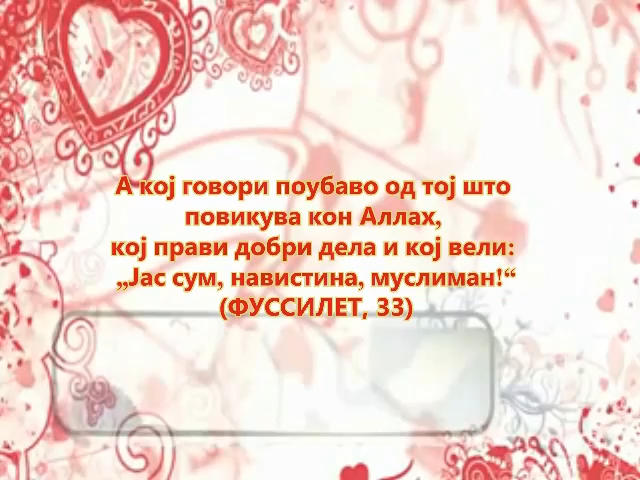 А кој говори поубаво од тој што
повикува кон Аллах,
кој прави добри дела и кој вели:
„Јас сум, навистина, муслиман!“
(ФУССИЛЕТ, 33)